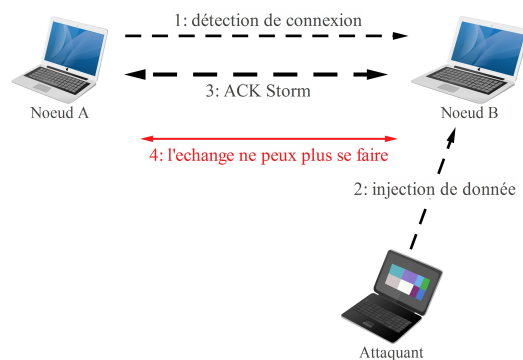 1: détection de connexion
3: ACK Storm
Noeud A
Noeud B
4: l'echange ne peux plus se faire
2: injection de donnée
Attaquant